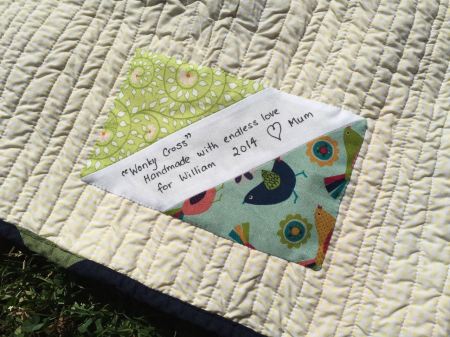 "Wonky Cross"
Handmade with endless love
for William 2014 ♡ Mum